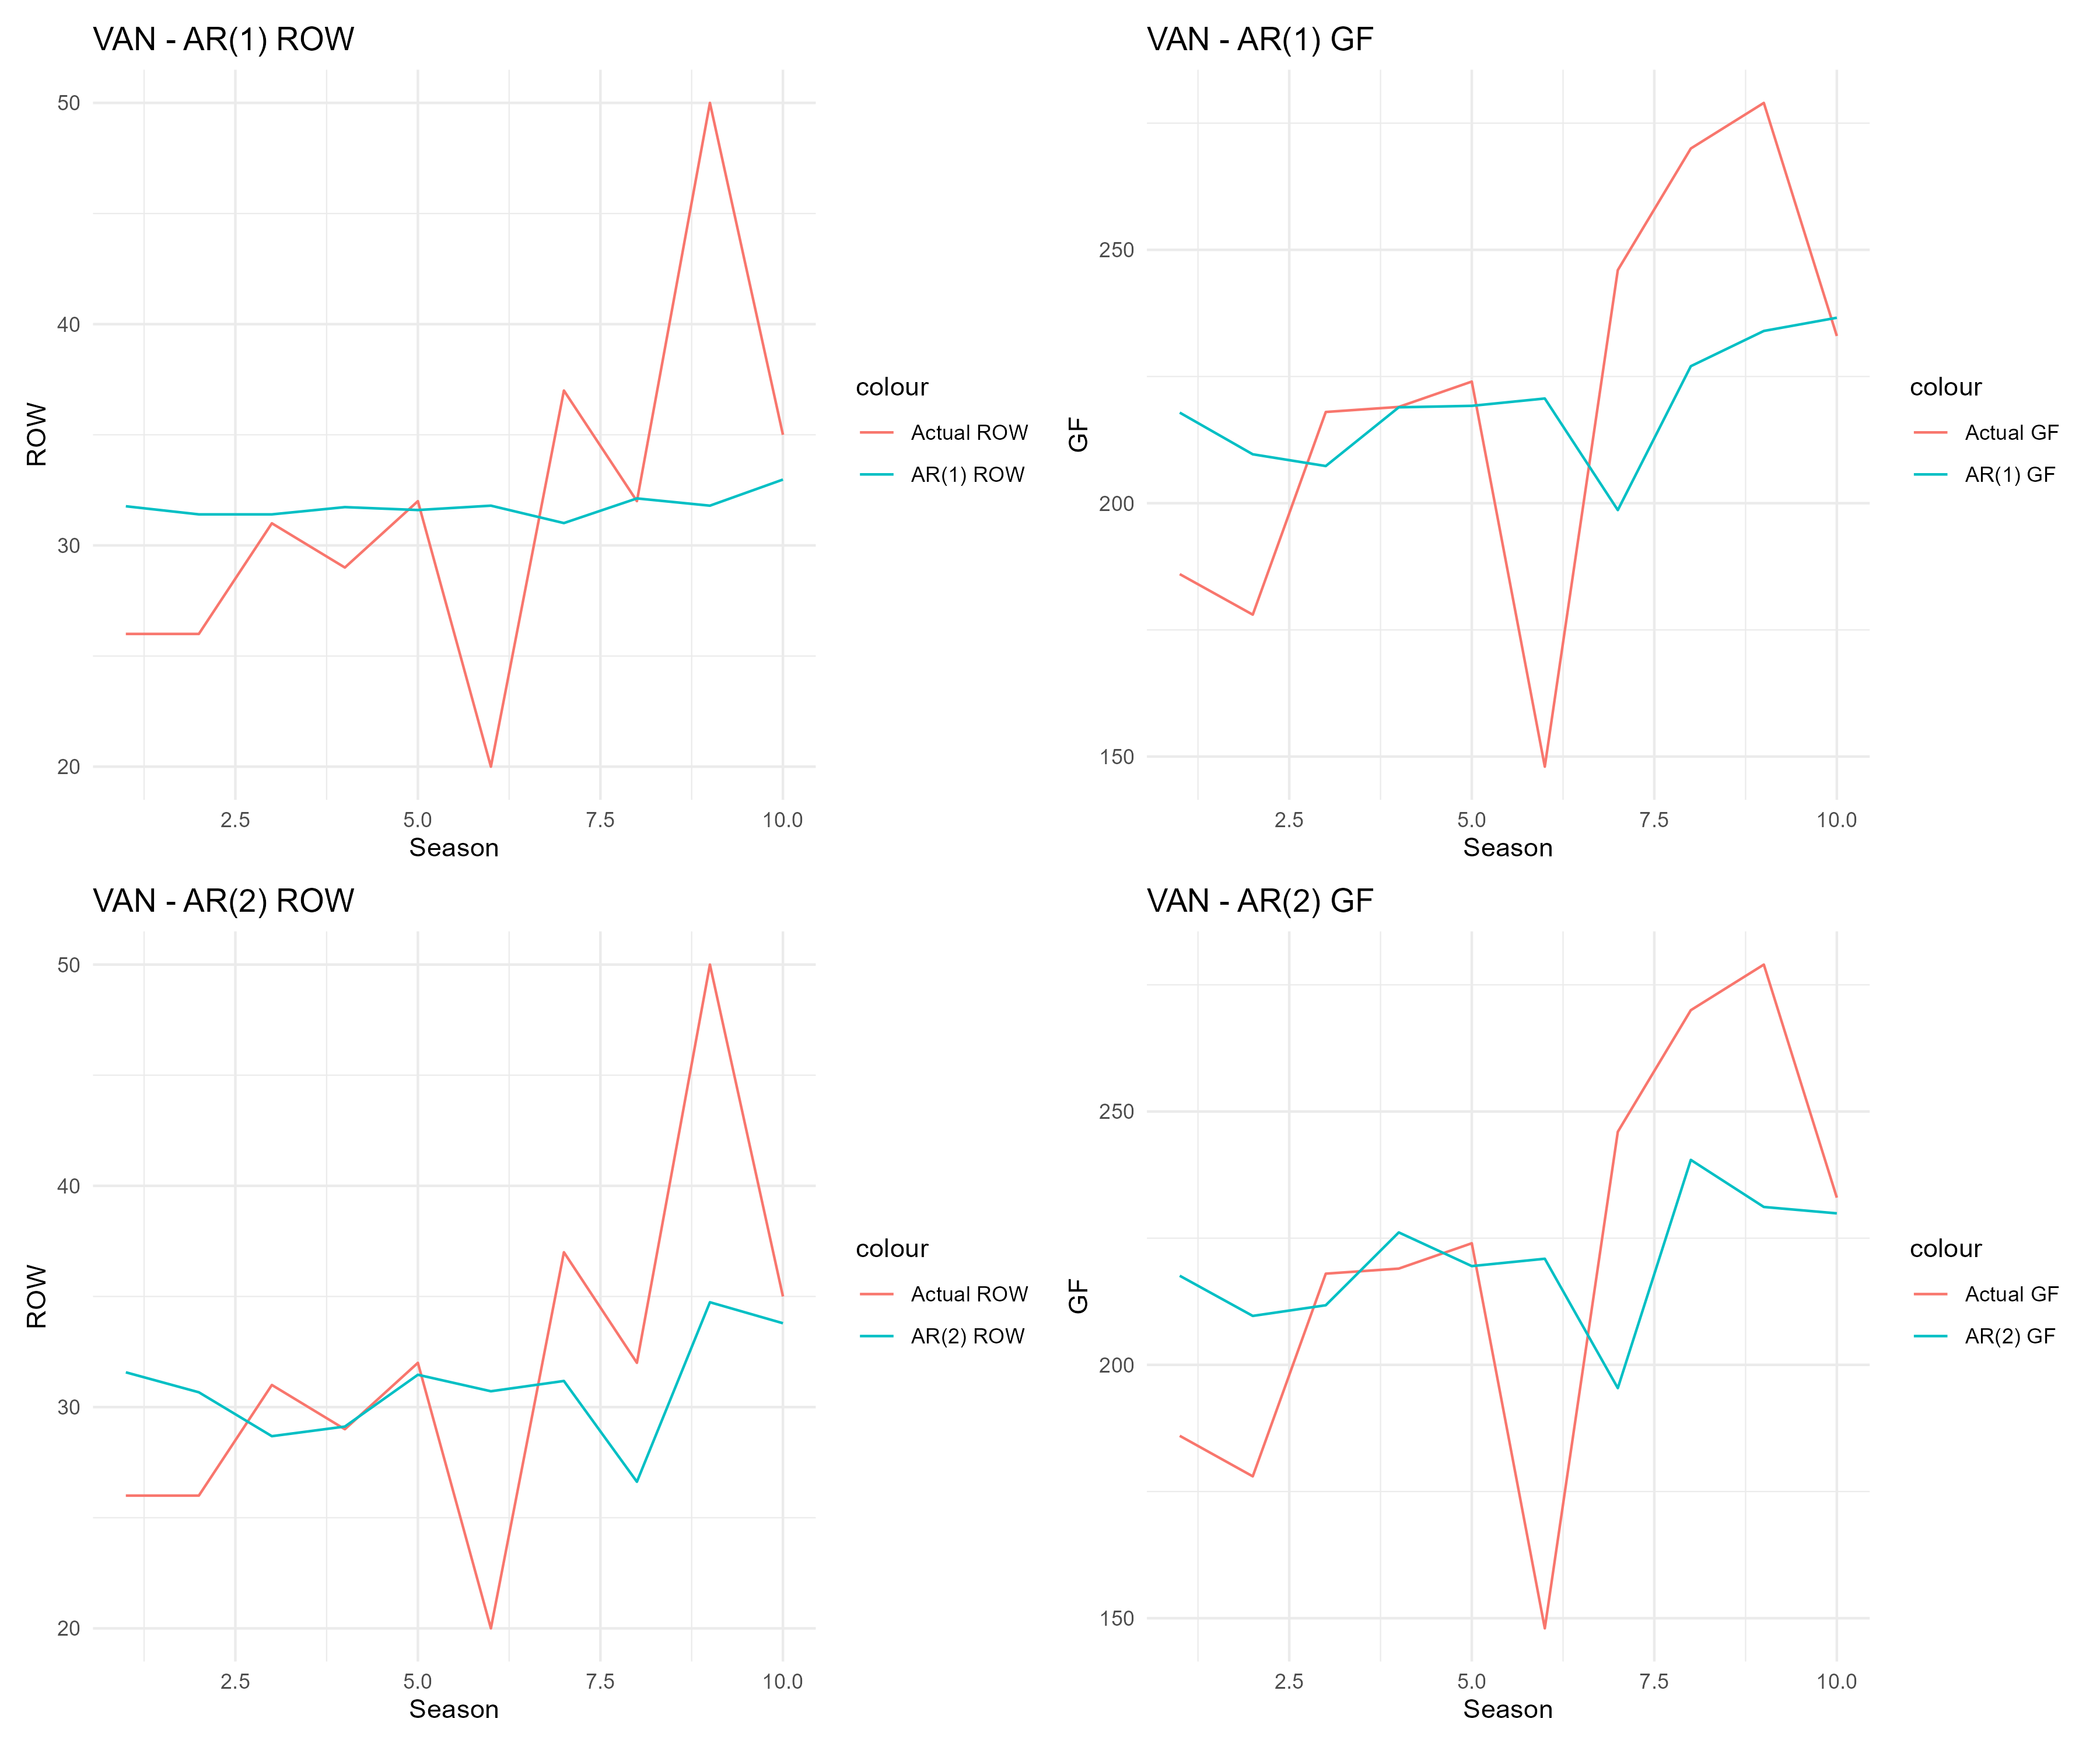 VAN - AR(1) ROW
50
40
30
20
ROW
2.5 5.0 7.5 10.0
Season
colour
Actual ROW
AR(1) ROW
VAN - AR(1) GF
250
200
150
GF
2.5 5.0 7.5 10.0
Season
colour
Actual GF
AR(1) GF
VAN - AR(2) ROW
50
40
30
20
ROW
2.5 5.0 7.5 10.0
Season
colour
Actual ROW
AR(2) ROW
VAN - AR(2) GF
250
200
150
GF
2.5 5.0 7.5 10.0
Season
colour
Actual GF
AR(2) GF